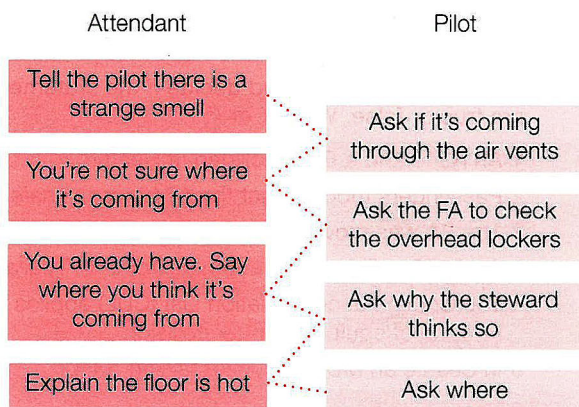 Attendant
Pilot
Tell the pilot there is a
strange smell
Ask if it's coming
through the air vents
You're not sure where
it's coming from
Ask the FA to check
the overhead lockers
You already have. Say
where you think it's
coming from
Ask why the steward
thinks so
Explain the floor is hot
Ask where